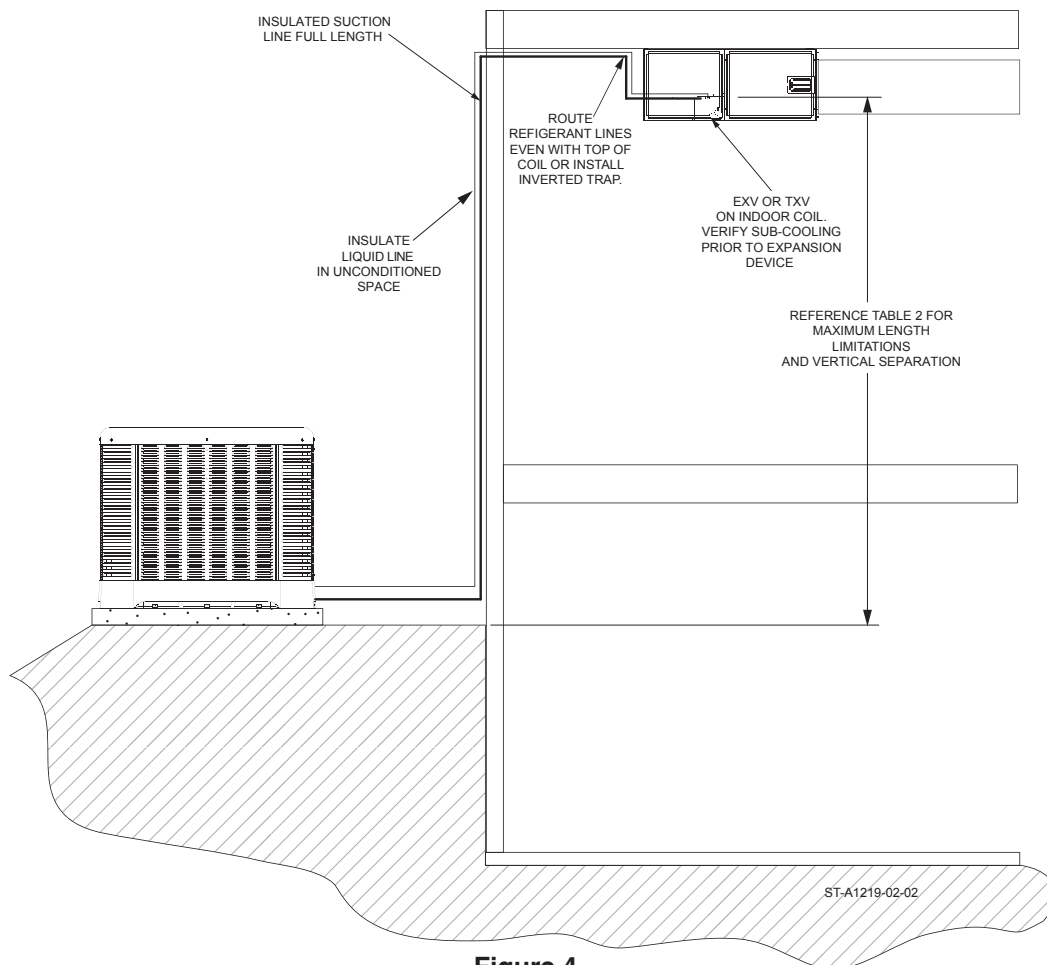 INSULATED SUCTION
LINE FULL LENGTH
ROUTE
REFIGERANT LINES
EVEN WITH TOP OF
COIL OR INSTALL
INVERTED TRAP.
EXV OR TXV
ON INDOOR COIL.
VERIFY SUB-COOLING
PRIOR TO EXPANSION
DEVICE
INSULATE
LIQUID LINE
IN UNCONDITIONED
SPACE
REFERENCE TABLE 2 FOR
MAXIMUM LENGTH
LIMITATIONS
AND VERTICAL SEPARATION
ST-A1219-02-02
Figure 4